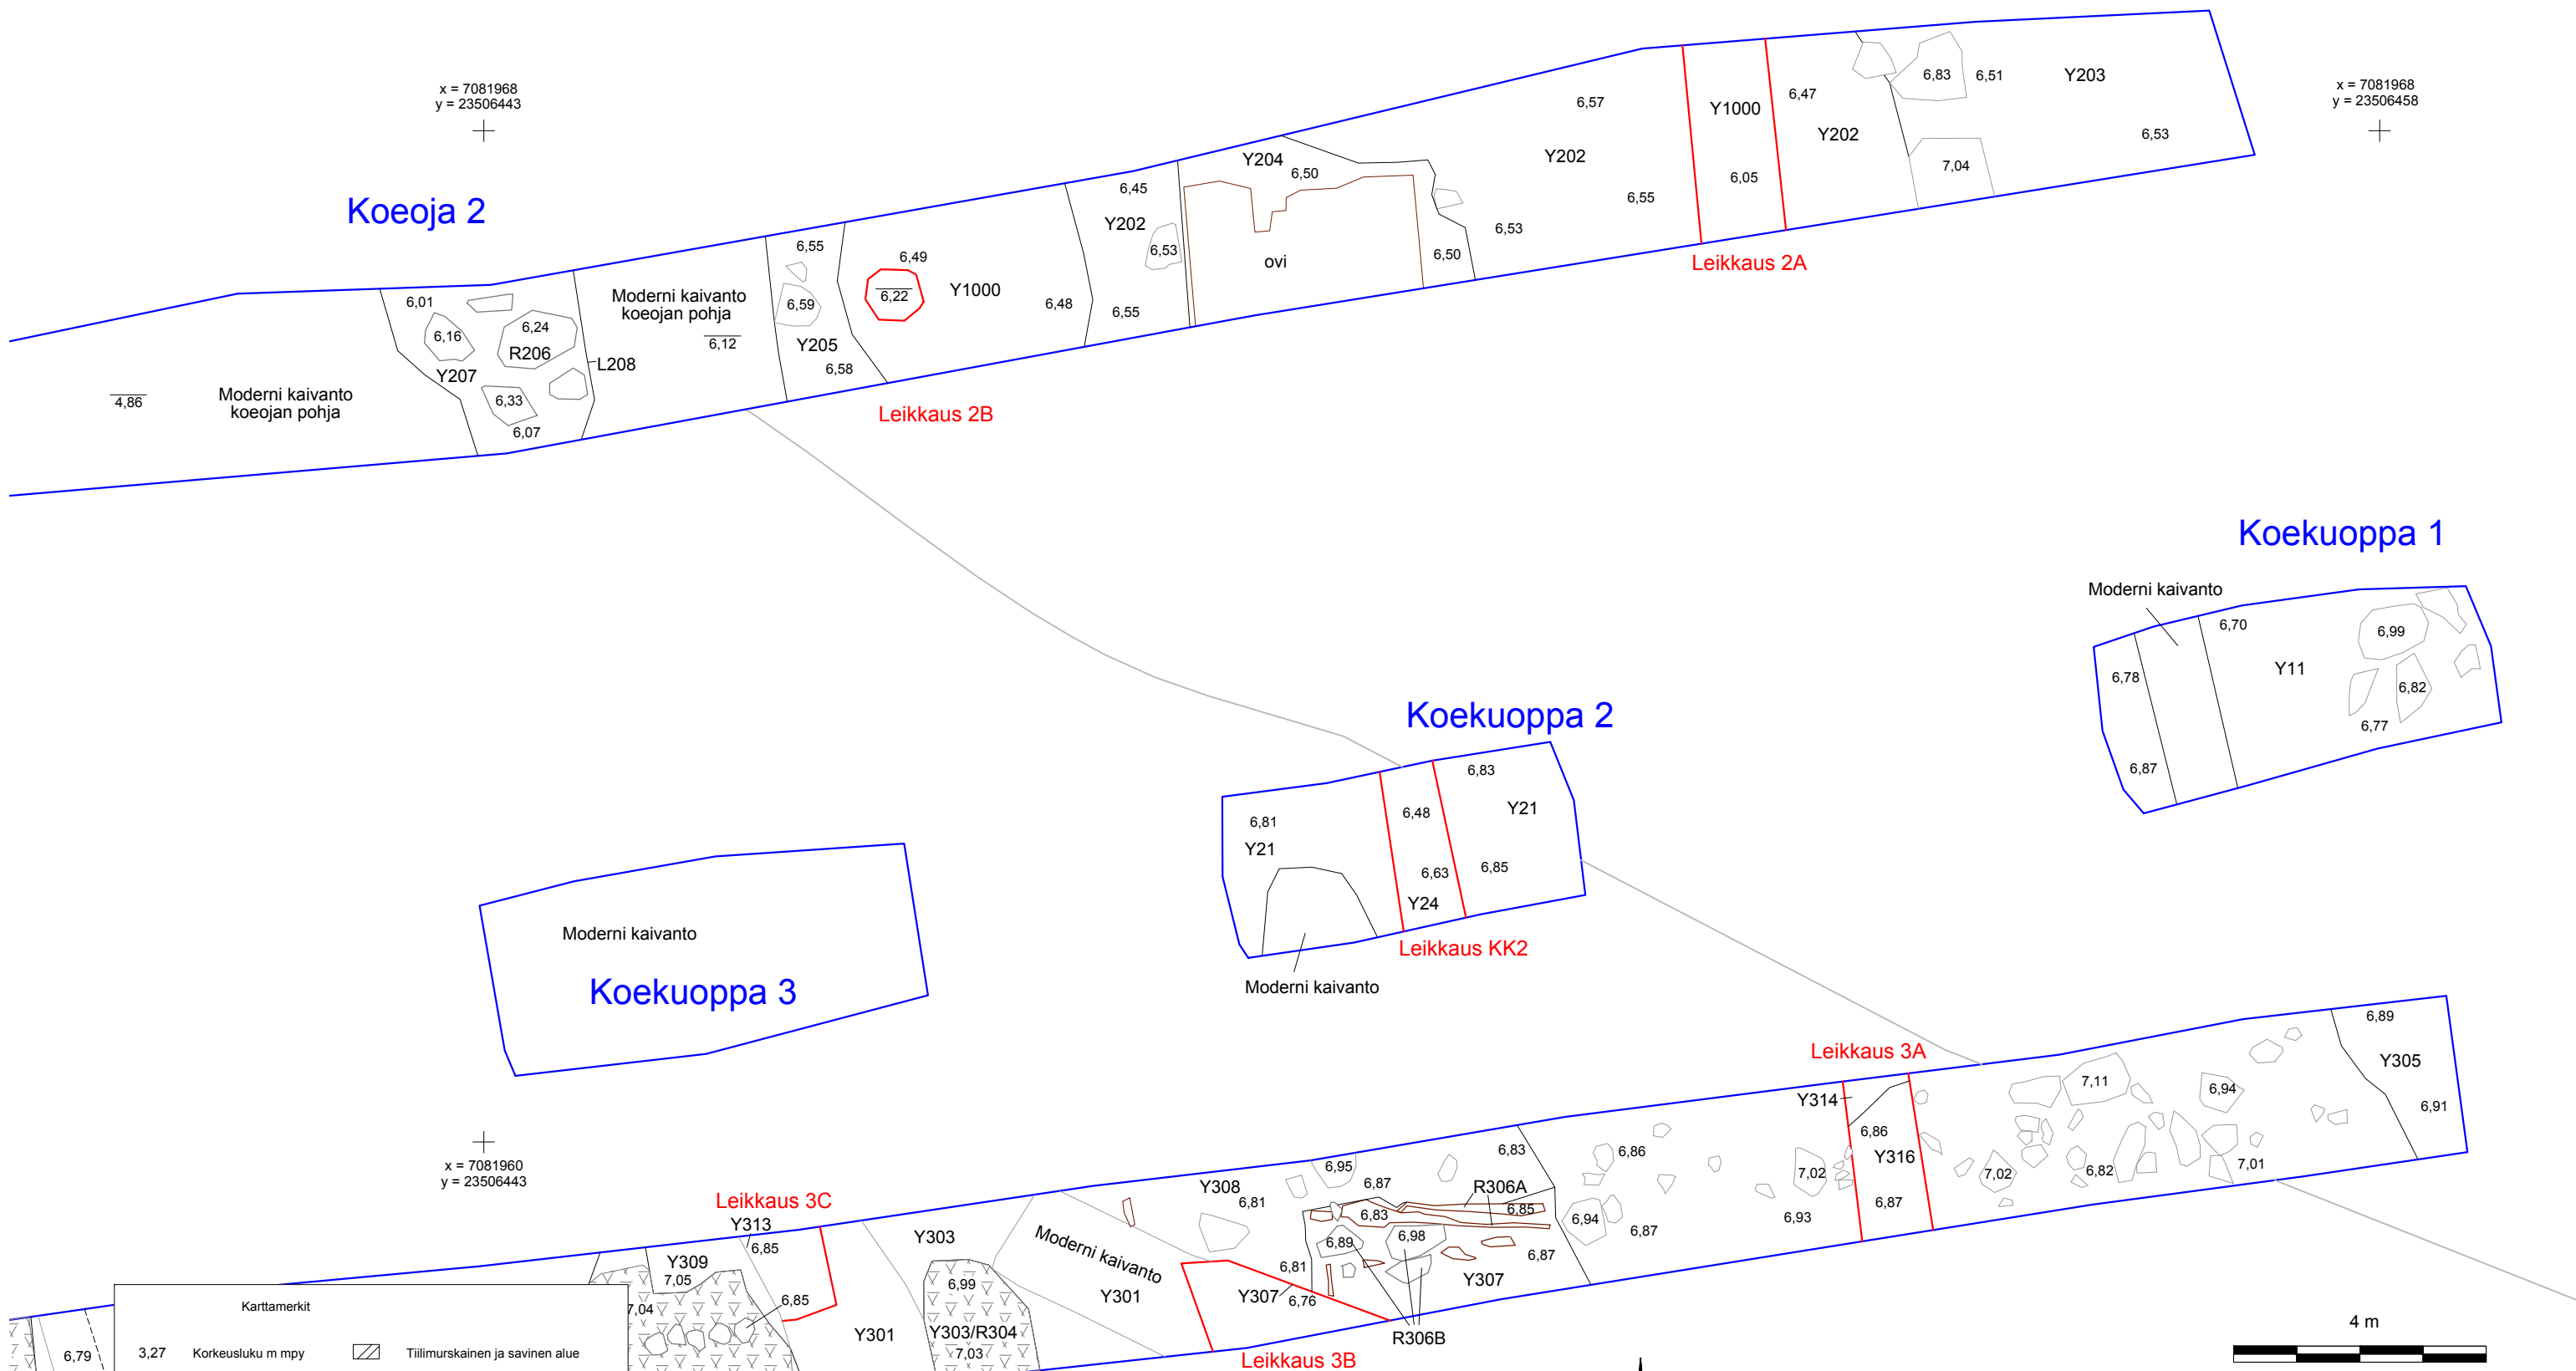 x = 7081968
y = 23506443
x = 7081968
y = 23506458
Koeoja 2
6,57
Y1000
6,47
6,83
6,51
Y203
Y202
6,53
Y202
6,05
7,04
6,55
6,53
Leikkaus 2A
Y204
6,50
6,45
Y202
6,53
ovi
6,50
6,55
6,49
6,22
Y1000
6,48
6,55
6,59
Y205
6,58
Moderni kaivanto
koeojan pohja
6,12
6,01
6,16
6,24
R206
L208
Y207
6,33
6,07
4,86
Moderni kaivanto
koeojan pohja
Leikkaus 2B
Koekuoppa 1
Moderni kaivanto
6,70
6,99
Y11
6,78
6,82
6,77
6,87
Koekuoppa 2
6,83
6,81
6,48
Y21
Y21
6,63
6,85
Y24
Leikkaus KK2
Moderni kaivanto
Moderni kaivanto
Koekuoppa 3
x = 7081960
y = 23506443
Leikkaus 3A
6,89
Y305
6,91
7,11
6,94
Y314
6,86
Y316
6,87
7,02
6,82
7,01
7,02
6,86
6,93
6,94
6,87
6,83
6,95
6,87
R306A
Y308
6,81
6,83
6,85
6,89
6,98
6,87
6,81
Y307
Y307
6,76
R306B
Leikkaus 3B
Moderni kaivanto
Y301
Leikkaus 3C
Y313
6,85
Y303
Y309
7,05
6,99
6,85
7,04
Y301
Y303/R304
7,03
6,79
Karttamerkit
3,27 Korkeusluku m mpy
Tiilimurskainen ja savinen alue
4 m